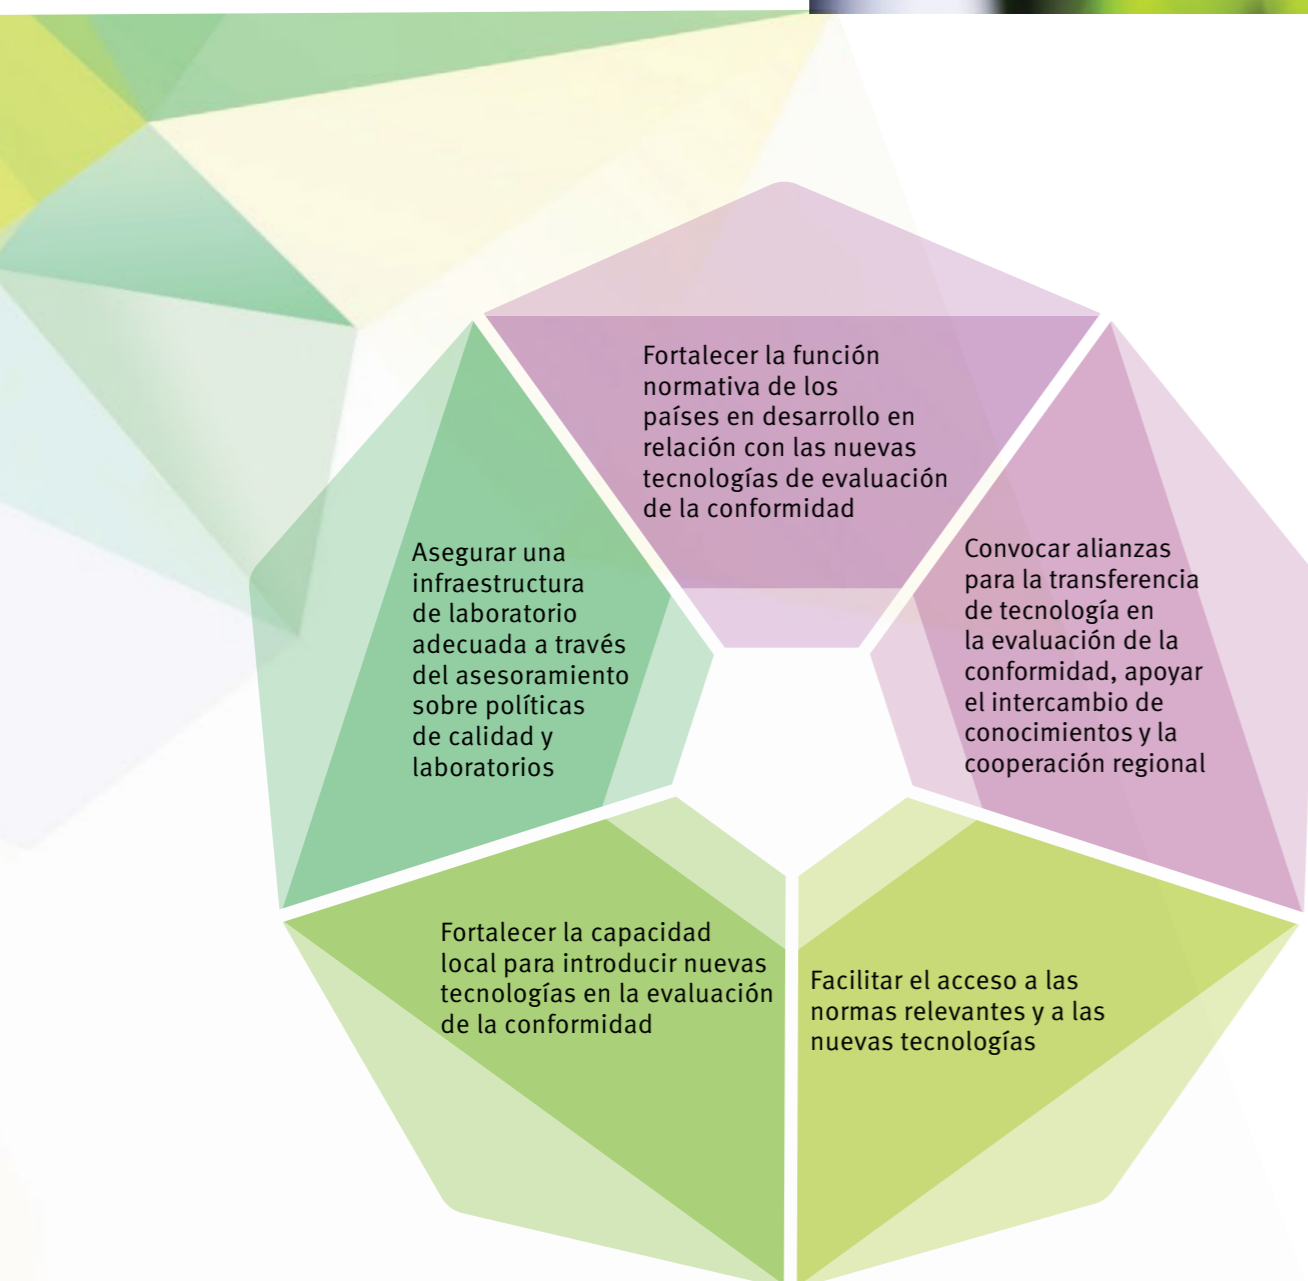 Fortalecer la función
normativa de los
países en desarrollo en
relación con las nuevas
tecnologías de evaluación
de la conformidad
Convocar alianzas
para la transferencia
de tecnología en
la evaluación de la
conformidad, apoyar
el intercambio de
conocimientos y la
cooperación regional
Facilitar el acceso a las
normas relevantes y a las
nuevas tecnologías
Fortalecer la capacidad
local para introducir nuevas
tecnologías en la evaluación
de la conformidad
Asegurar una
infraestructura
de laboratorio
adecuada a través
del asesoramiento
sobre políticas
de calidad y
laboratorios